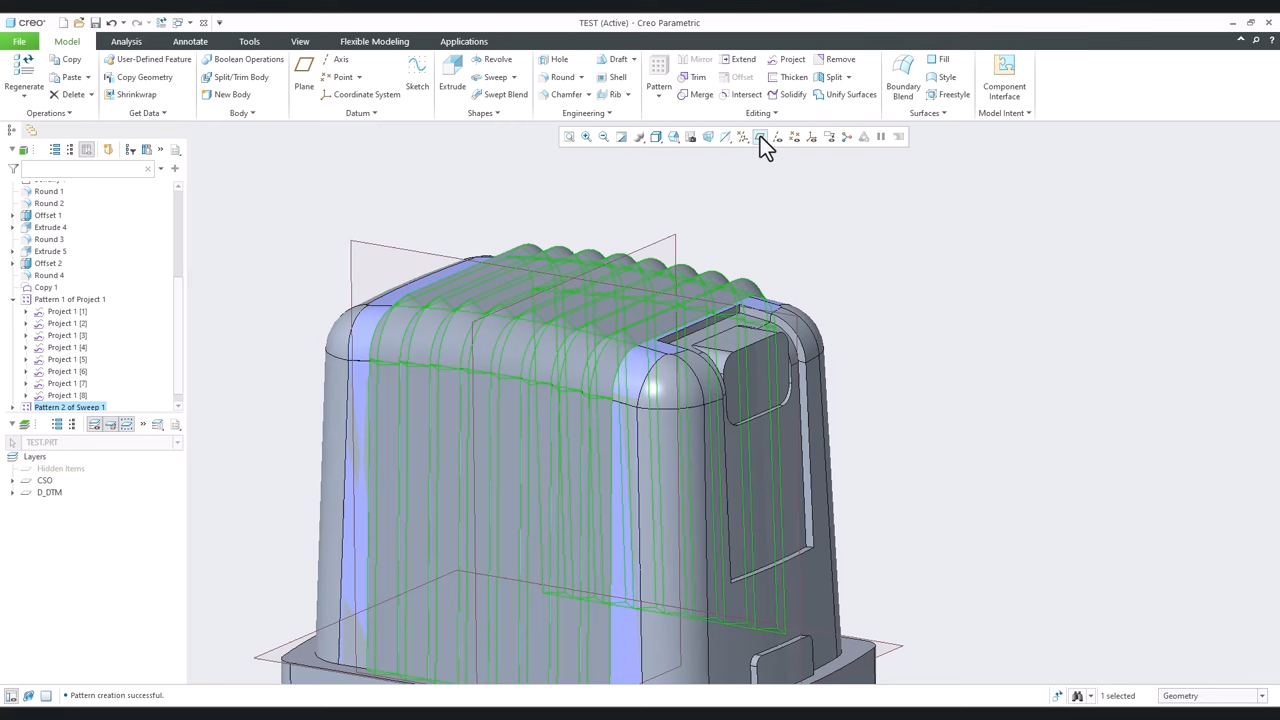 creo TEST (Active) - Creo Parametric
File Model Analysis Annotate Tools View Flexible Modeling Applications
Regenerate Copy Paste Delete Operations
User-Defined Feature Copy Geometry Shrinkwrap Get Data
Boolean Operations Split/Trim Body New Body Body
Plane Axis Point Coordinate System Sketch Datum
Extrude Revolve Sweep Swept Blend Shapes
Hole Round Chamfer Draft Shell Rib Engineering
Pattern Mirror Trim Merge Extend Offset Intersect Project Thicken Solidify Remove Split Unify Surfaces Editing
Boundary Blend Fill Style Freestyle Surfaces
Component Interface Model Intent
Round 1
Round 2
Offset 1
Extrude 4
Round 3
Extrude 5
Offset 2
Round 4
Copy 1
Pattern 1 of Project 1
Project 1 [1]
Project 1 [2]
Project 1 [3]
Project 1 [4]
Project 1 [5]
Project 1 [6]
Project 1 [7]
Project 1 [8]
Pattern 2 of Sweep 1
TEST.PRT
Layers
Hidden Items
CSO
D_DTM
• Pattern creation successful.
1 selected
Geometry